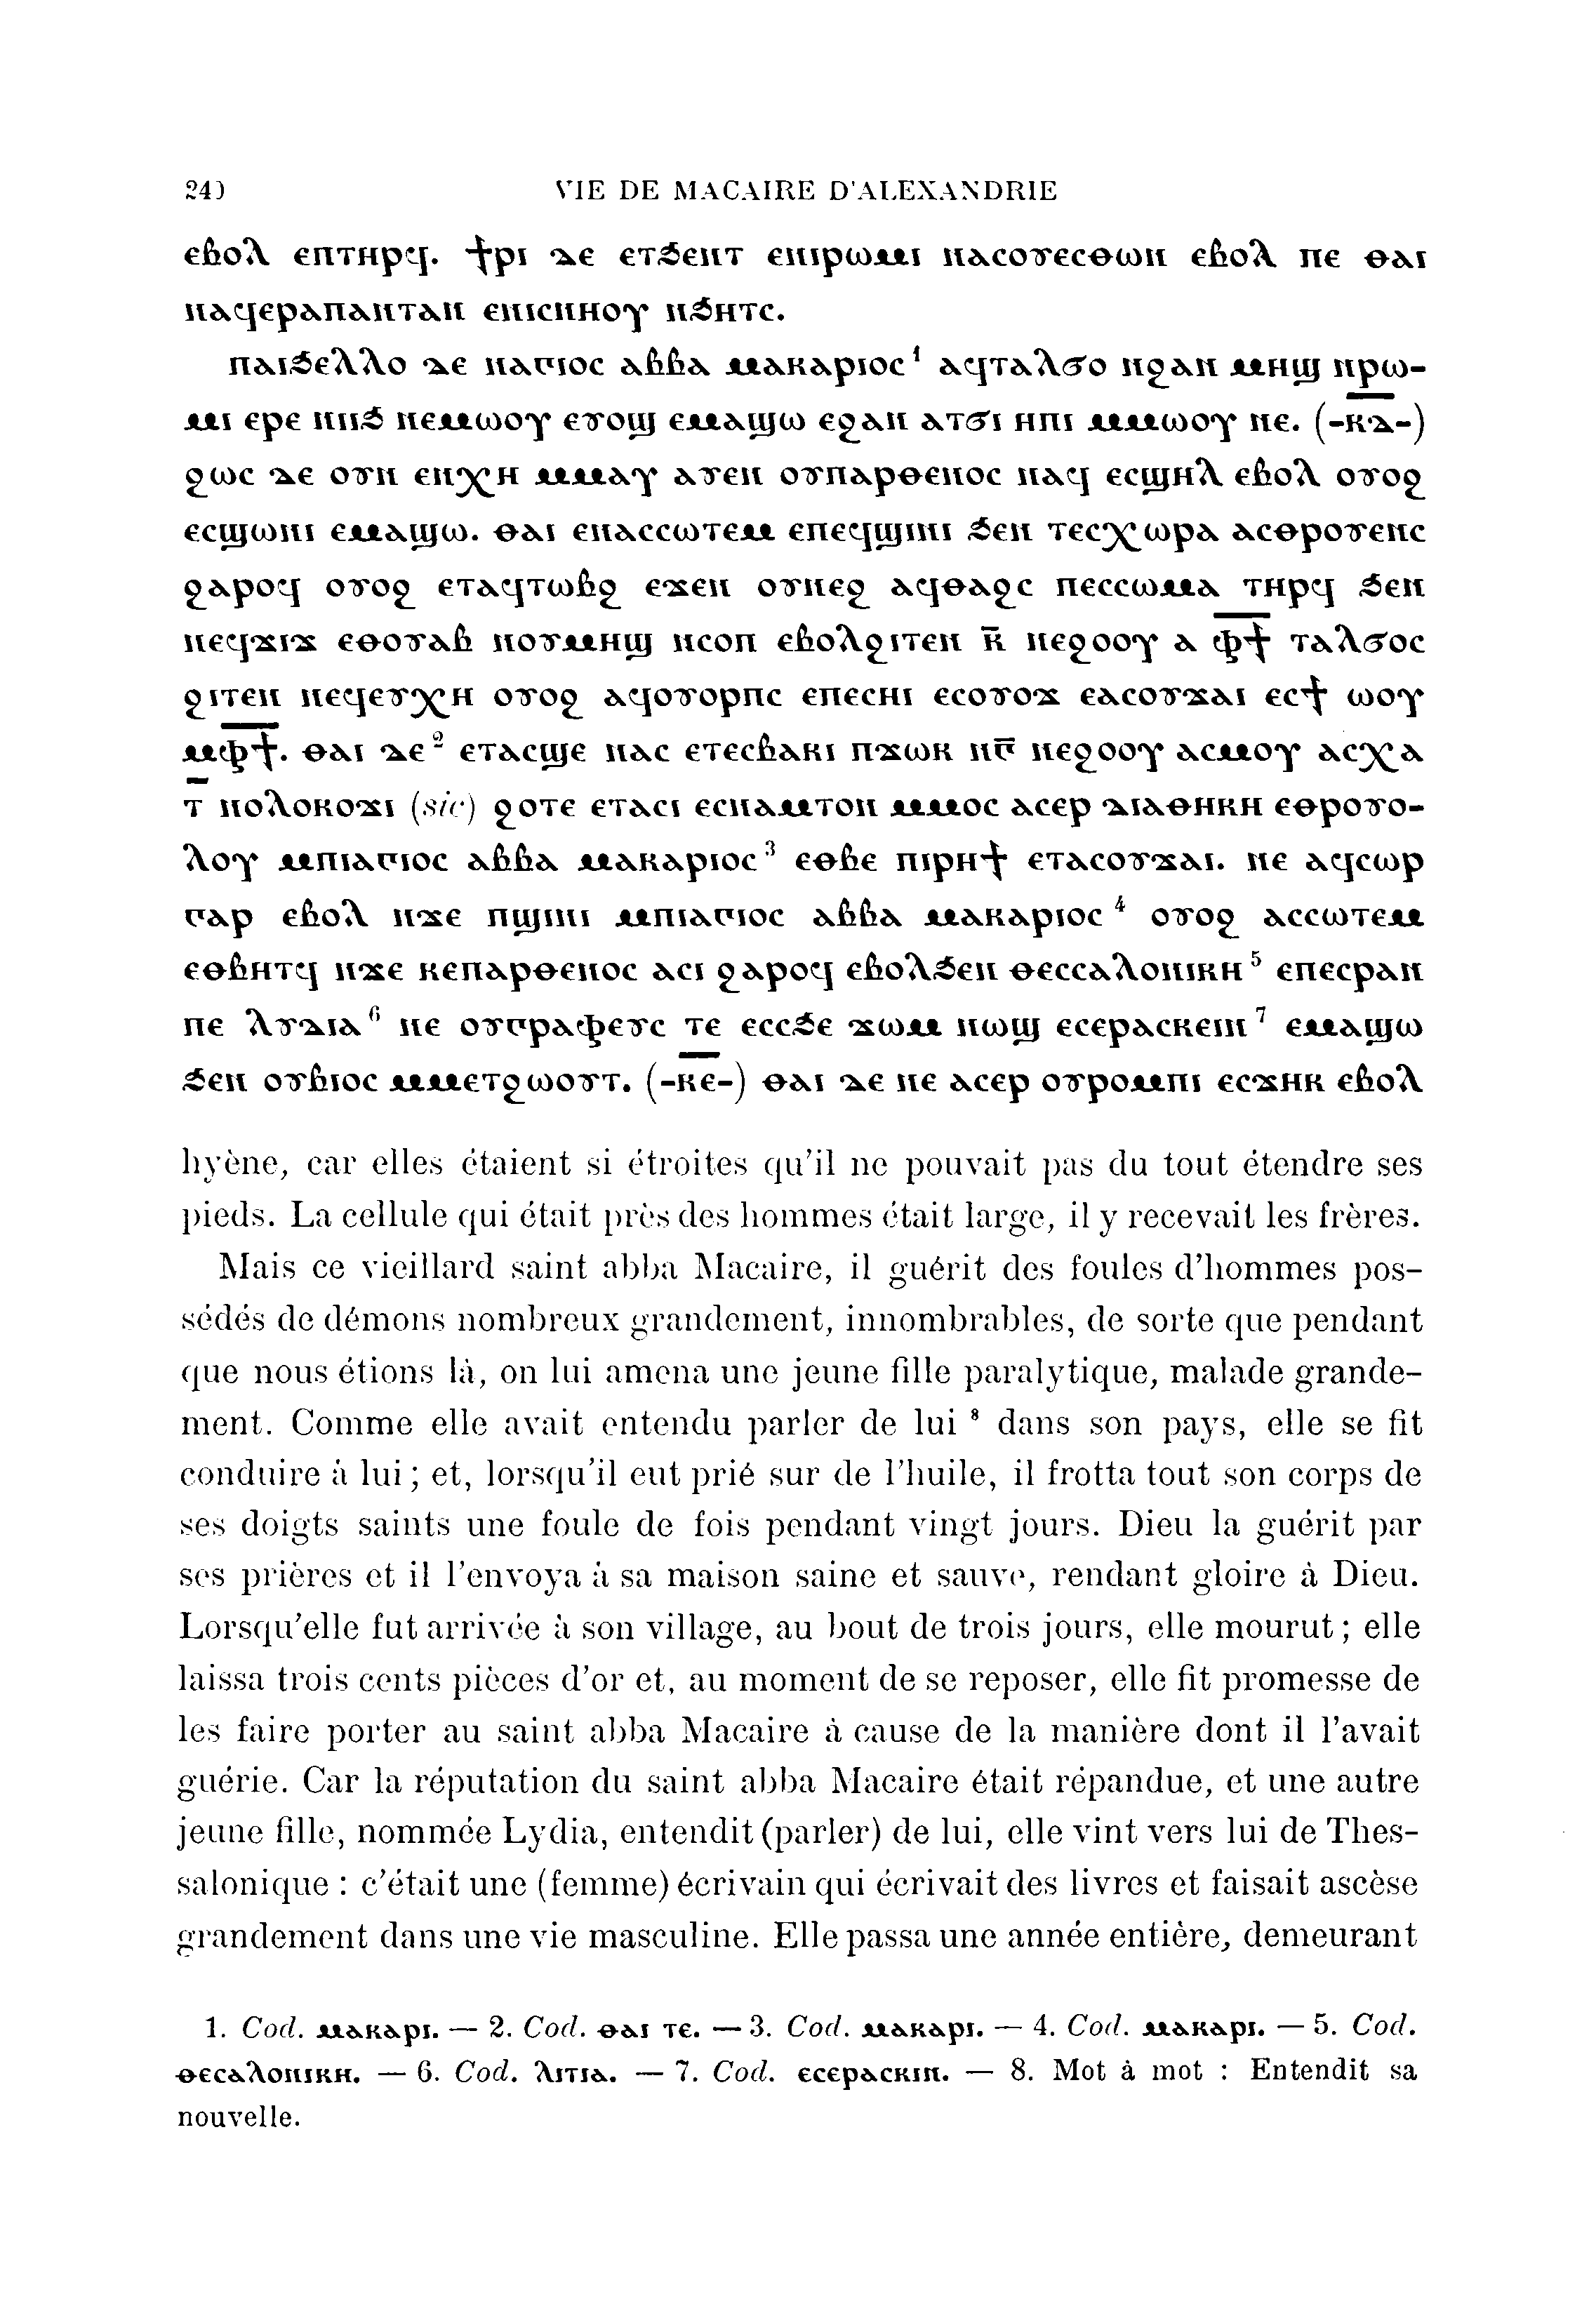 240 VIE DE MACAIRE D'ALEXANDRIE
ⲉⲃⲟⲗ ⲉⲡⲧⲏⲣϥ. ϯⲣⲓ ⲇⲉ ⲉⲧϧⲉⲛⲧ ⲉⲛⲓⲣⲱⲙⲓ ⲛⲁⲥⲟⲩⲉⲥⲑⲱⲛ ⲉⲃⲟⲗ ⲡⲉ ⲑⲁⲓ
ⲛⲁϥⲉⲣⲁⲡⲁⲛⲧⲁⲛ ⲉⲛⲓⲥⲛⲏⲟⲩ ⲛϧⲏⲧⲥ.
ⲡⲁⲓϧⲉⲗⲗⲟ ⲇⲉ ⲛⲁⲅⲓⲟⲥ ⲁⲃⲃⲁ ⲙⲁⲕⲁⲣⲓⲟⲥ¹ ⲁϥⲧⲁⲗϭⲟ ⲛϩⲁⲛ ⲙⲏϣ ⲛⲣⲱ-
ⲙⲓ ⲉⲣⲉ ⲛⲓⲓϧ ⲛⲉⲙⲱⲟⲩ ⲉⲩⲟϣ ⲉⲙⲁϣⲱ ⲉϩⲁⲛ ⲁⲧϭⲓ ⲏⲡⲓ ⲙⲙⲱⲟⲩ ⲛⲉ. (-ⲕ̅ⲇ̅-)
ϩⲱⲥ ⲇⲉ ⲟⲩⲛ ⲉⲛⲭⲏ ⲙⲙⲁⲩ ⲁⲩⲉⲛ ⲟⲩⲡⲁⲣⲑⲉⲛⲟⲥ ⲛⲁϥ ⲉⲥϣⲏⲗ ⲉⲃⲟⲗ ⲟⲩⲟϩ
ⲉⲥϣⲱⲛⲓ ⲉⲙⲁϣⲱ. ⲑⲁⲓ ⲉⲛⲁⲥⲥⲱⲧⲉⲙ ⲉⲡⲉϥϣⲓⲛⲓ ϧⲉⲛ ⲧⲉⲥⲭⲱⲣⲁ ⲁⲥⲑⲣⲟⲩⲉⲛⲥ
ϩⲁⲣⲟϥ ⲟⲩⲟϩ ⲉⲧⲁϥⲧⲱⲃϩ ⲉϫⲉⲛ ⲟⲩⲛⲉϩ ⲁϥⲑⲁϩⲥ ⲡⲉⲥⲥⲱⲙⲁ ⲧⲏⲣϥ ϧⲉⲛ
ⲛⲉϥϫⲓϫ ⲉⲑⲟⲩⲁⲃ ⲛⲟⲩⲙⲏϣ ⲛⲥⲟⲡ ⲉⲃⲟⲗϩⲓⲧⲉⲛ ⲕ̅ ⲛⲉϩⲟⲟⲩ ⲁ ⲫ̅ϯ̅ ⲧⲁⲗϭⲟⲥ
ϩⲓⲧⲉⲛ ⲛⲉϥⲉⲩⲭⲏ ⲟⲩⲟϩ ⲁϥⲟⲩⲟⲣⲡⲥ ⲉⲡⲉⲥⲏⲓ ⲉⲥⲟⲩⲟϫ ⲉⲁⲥⲟⲩϫⲁⲓ ⲉⲥϯ ⲱⲟⲩ
ⲙⲫ̅ϯ̅. ⲑⲁⲓ ⲇⲉ² ⲉⲧⲁⲥϣⲉ ⲛⲁⲥ ⲉⲧⲉⲥⲃⲁⲕⲓ ⲡϫⲱⲕ ⲛⲅ̅ ⲛⲉϩⲟⲟⲩ ⲁⲥⲙⲟⲩ ⲁⲥⲭⲁ
ⲧ̅ ⲛⲟⲗⲟⲕⲟϫⲓ (sic) ϩⲟⲧⲉ ⲉⲧⲁⲥⲓ ⲉⲥⲛⲁⲙⲧⲟⲛ ⲙⲙⲟⲥ ⲁⲥⲉⲣ ⲇⲓⲁⲑⲏⲕⲏ ⲉⲑⲣⲟⲩⲟ-
ⲗⲟⲩ ⲙⲡⲓⲁⲅⲓⲟⲥ ⲁⲃⲃⲁ ⲙⲁⲕⲁⲣⲓⲟⲥ³ ⲉⲑⲃⲉ ⲡⲓⲣⲏϯ ⲉⲧⲁⲥⲟⲩϫⲁⲓ. ⲛⲉ ⲁϥⲥⲱⲣ
ⲅⲁⲣ ⲉⲃⲟⲗ ⲛϫⲉ ⲡϣⲓⲛⲓ ⲙⲡⲓⲁⲅⲓⲟⲥ ⲁⲃⲃⲁ ⲙⲁⲕⲁⲣⲓⲟⲥ⁴ ⲟⲩⲟϩ ⲁⲥⲥⲱⲧⲉⲙ
ⲉⲑⲃⲏⲧϥ ⲛϫⲉ ⲕⲉⲡⲁⲣⲑⲉⲛⲟⲥ ⲁⲥⲓ ϩⲁⲣⲟϥ ⲉⲃⲟⲗϧⲉⲛ ⲑⲉⲥⲥⲁⲗⲟⲛⲓⲕⲏ⁵ ⲉⲡⲉⲥⲣⲁⲛ
ⲡⲉ ⲗⲩⲇⲓⲁ⁶ ⲛⲉ ⲟⲩⲅⲣⲁⲫⲉⲩⲥ ⲧⲉ ⲉⲥⲥϧⲉ ϫⲱⲙ ⲛⲱϣ ⲉⲥⲉⲣⲁⲥⲕⲉⲓⲛ⁷ ⲉⲙⲁϣⲱ
ϧⲉⲛ ⲟⲩⲃⲓⲟⲥ ⲙⲙⲉⲧϩⲱⲟⲩⲧ. (-ⲕ̅ⲉ̅-) ⲑⲁⲓ ⲇⲉ ⲛⲉ ⲁⲥⲉⲣ ⲟⲩⲣⲟⲙⲡⲓ ⲉⲥϫⲏⲕ ⲉⲃⲟⲗ
hyène, car elles étaient si étroites qu'il ne pouvait pas du tout étendre ses
pieds. La cellule qui était près des hommes était large, il y recevait les frères.
Mais ce vieillard saint abba Macaire, il guérit des foules d'hommes pos-
sédés de démons nombreux grandement, innombrables, de sorte que pendant
que nous étions là, on lui amena une jeune fille paralytique, malade grande-
ment. Comme elle avait entendu parler de lui ⁸ dans son pays, elle se fit
conduire à lui ; et, lorsqu'il eut prié sur de l'huile, il frotta tout son corps de
ses doigts saints une foule de fois pendant vingt jours. Dieu la guérit par
ses prières et il l'envoya à sa maison saine et sauve, rendant gloire à Dieu.
Lorsqu'elle fut arrivée à son village, au bout de trois jours, elle mourut ; elle
laissa trois cents pièces d'or et, au moment de se reposer, elle fit promesse de
les faire porter au saint abba Macaire à cause de la manière dont il l'avait
guérie. Car la réputation du saint abba Macaire était répandue, et une autre
jeune fille, nommée Lydia, entendit (parler) de lui, elle vint vers lui de Thes-
salonique : c'était une (femme) écrivain qui écrivait des livres et faisait ascèse
grandement dans une vie masculine. Elle passa une année entière, demeurant
1. Cod. ⲙⲁⲕⲁⲣⲓ. — 2. Cod. ⲑⲁⲓ ⲧⲉ. — 3. Cod. ⲙⲁⲕⲁⲣⲓ. — 4. Cod. ⲙⲁⲕⲁⲣⲓ. — 5. Cod.
ⲑⲉⲥⲁⲗⲟⲛⲓⲕⲏ. — 6. Cod. ⲗⲓⲧⲓⲁ. — 7. Cod. ⲉⲥⲉⲣⲁⲥⲕⲓⲛ. — 8. Mot à mot : Entendit sa
nouvelle.